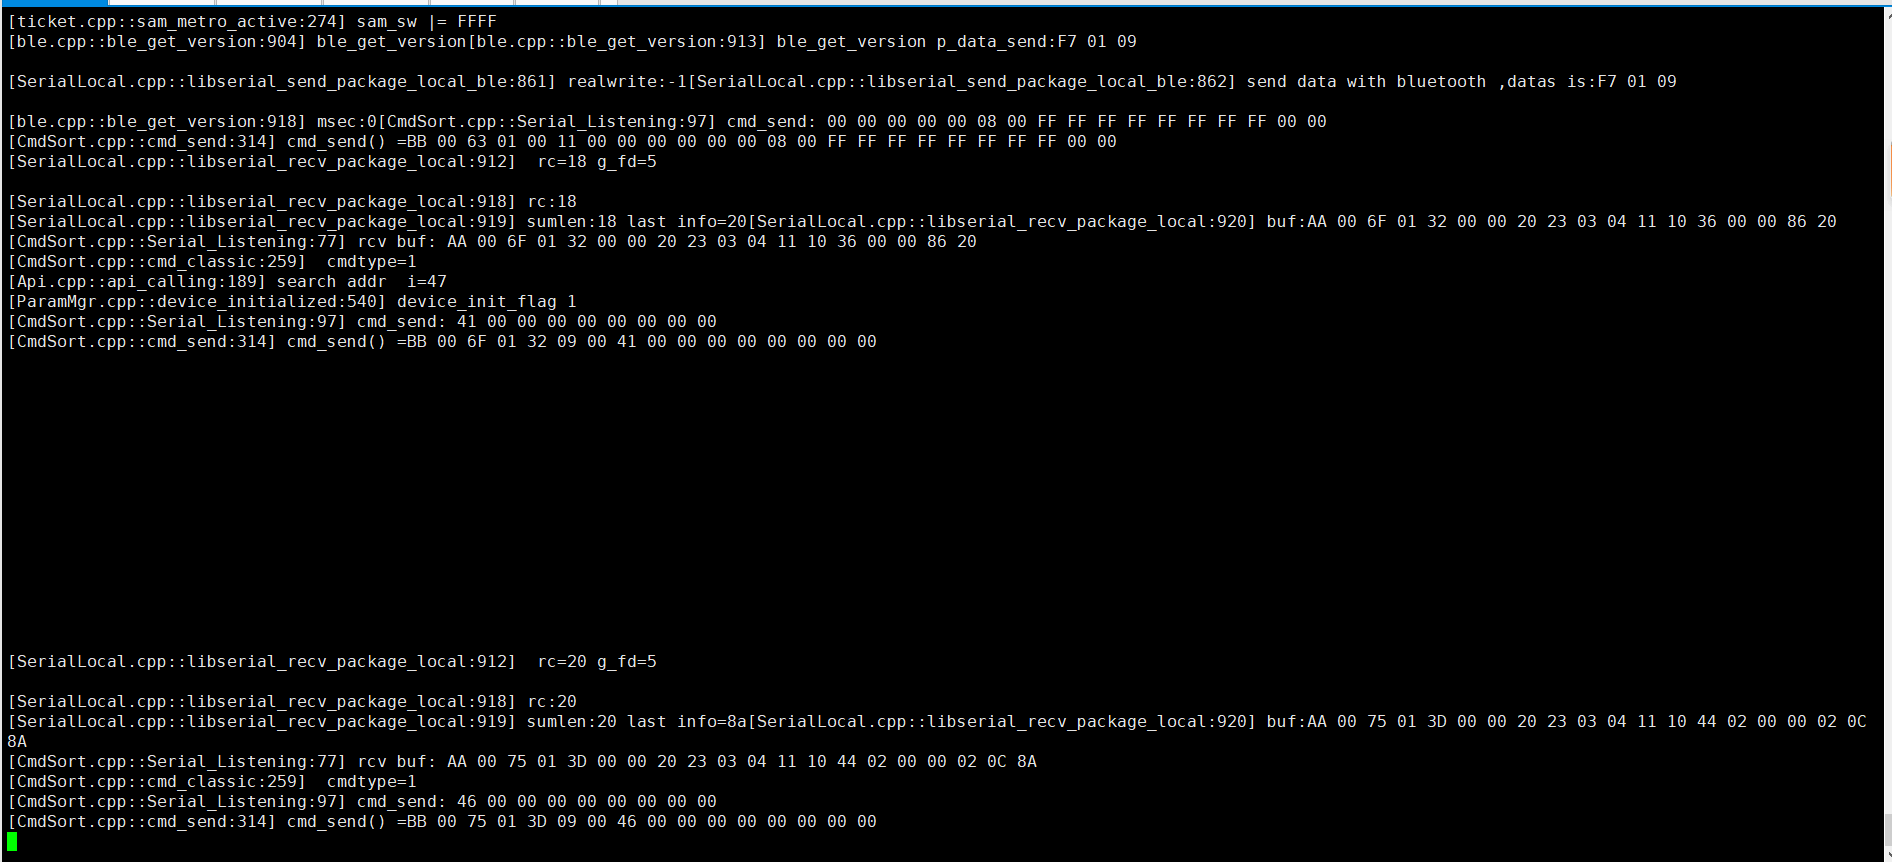 [ticket.cpp::sam_metro_active:274] sam_sw |= FFFF
[ble.cpp::ble_get_version:904] ble_get_version[ble.cpp::ble_get_version:913] ble_get_version p_data_send:F7 01 09
[SerialLocal.cpp::libserial_send_package_local_ble:861] realwrite:-1[SerialLocal.cpp::libserial_send_package_local_ble:862] send data with bluetooth ,datas is:F7 01 09
[ble.cpp::ble_get_version:918] msec:0[CmdSort.cpp::Serial_Listening:97] cmd_send: 00 00 00 00 00 08 00 FF FF FF FF FF FF FF FF 00 00
[CmdSort.cpp::cmd_send:314] cmd_send() =BB 00 63 01 00 11 00 00 00 00 00 00 08 00 FF FF FF FF FF FF FF FF 00 00
[SerialLocal.cpp::libserial_recv_package_local:912]  rc=18 g_fd=5
[SerialLocal.cpp::libserial_recv_package_local:918] rc:18
[SerialLocal.cpp::libserial_recv_package_local:919] sumlen:18 last info=20[SerialLocal.cpp::libserial_recv_package_local:920] buf:AA 00 6F 01 32 00 00 20 23 03 04 11 10 36 00 00 86 20
[CmdSort.cpp::Serial_Listening:77] rcv buf: AA 00 6F 01 32 00 00 20 23 03 04 11 10 36 00 00 86 20
[CmdSort.cpp::cmd_classic:259]  cmdtype=1
[Api.cpp::api_calling:189] search addr  i=47
[ParamMgr.cpp::device_initialized:540] device_init_flag 1
[CmdSort.cpp::Serial_Listening:97] cmd_send: 41 00 00 00 00 00 00 00 00
[CmdSort.cpp::cmd_send:314] cmd_send() =BB 00 6F 01 32 09 00 41 00 00 00 00 00 00 00 00
[SerialLocal.cpp::libserial_recv_package_local:912]  rc=20 g_fd=5
[SerialLocal.cpp::libserial_recv_package_local:918] rc:20
[SerialLocal.cpp::libserial_recv_package_local:919] sumlen:20 last info=8a[SerialLocal.cpp::libserial_recv_package_local:920] buf:AA 00 75 01 3D 00 00 20 23 03 04 11 10 44 02 00 00 02 0C
8A
[CmdSort.cpp::Serial_Listening:77] rcv buf: AA 00 75 01 3D 00 00 20 23 03 04 11 10 44 02 00 00 02 0C 8A
[CmdSort.cpp::cmd_classic:259]  cmdtype=1
[CmdSort.cpp::Serial_Listening:97] cmd_send: 46 00 00 00 00 00 00 00 00
[CmdSort.cpp::cmd_send:314] cmd_send() =BB 00 75 01 3D 09 00 46 00 00 00 00 00 00 00 00